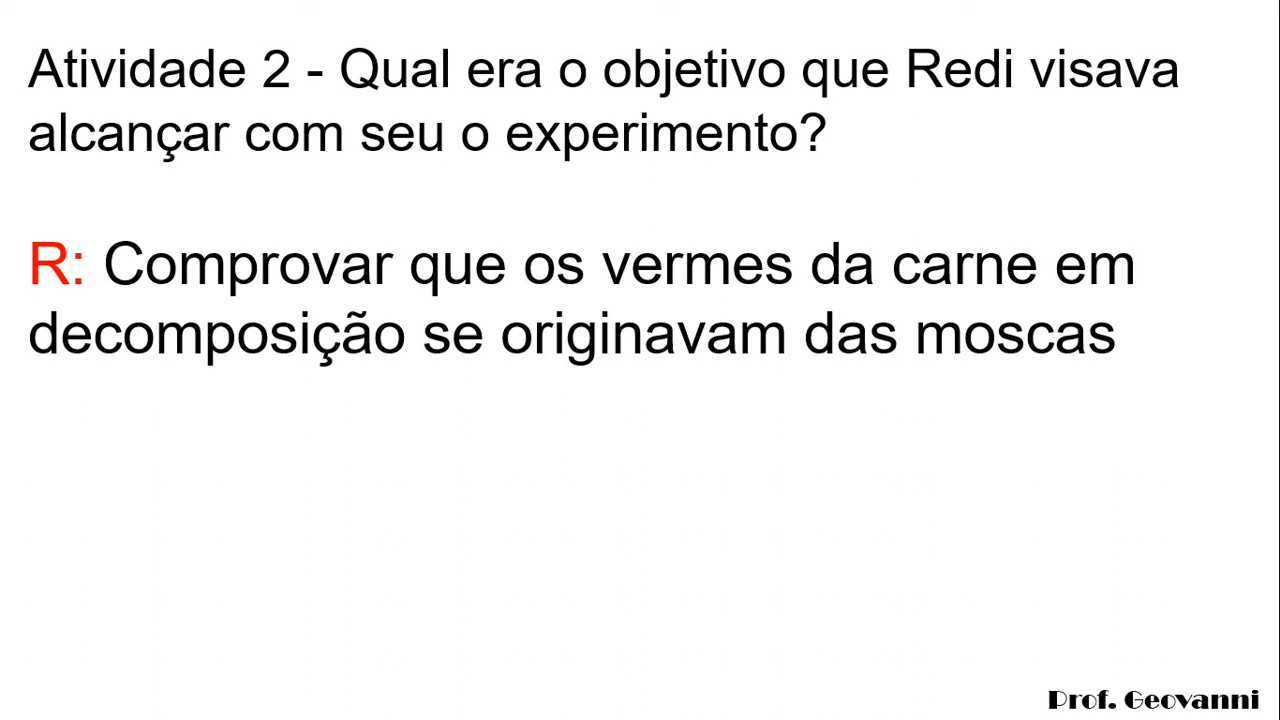 Atividade 2 - Qual era o objetivo que Redi visava
alcançar com seu o experimento?
R: Comprovar que os vermes da carne em
decomposição se originavam das moscas
Prof. Geovanni